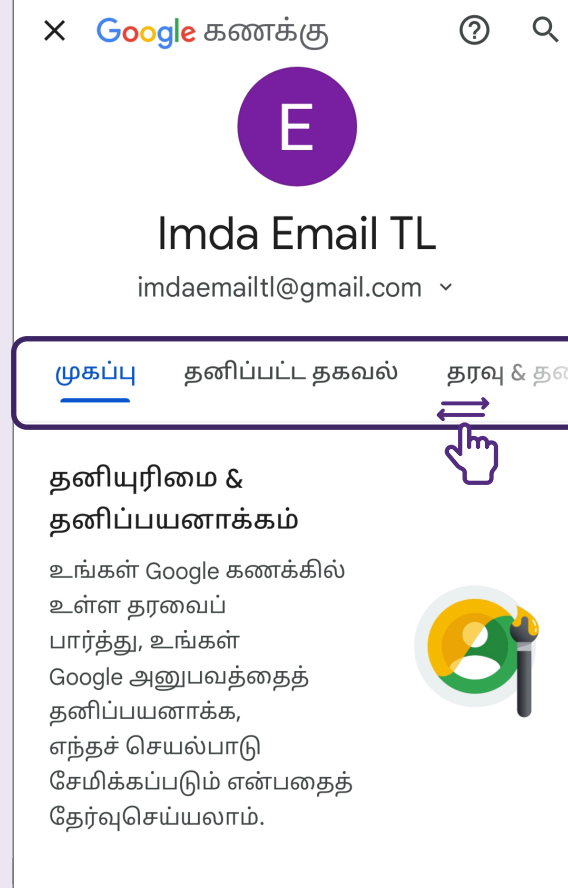 Google கணக்கு
E
Imda Email TL
imdaemailtl@gmail.com
முகப்பு தனிப்பட்ட தகவல் தரவு &
தனியுரிமை &
தனிப்பயனாக்கம்
உங்கள் Google கணக்கில்
உள்ள தரவைப்
பார்த்து, உங்கள்
Google அனுபவத்தைத்
தனிப்பயனாக்க,
எந்தச் செயல்பாடு
சேமிக்கப்படும் என்பதைத்
தேர்வுசெய்யலாம்.